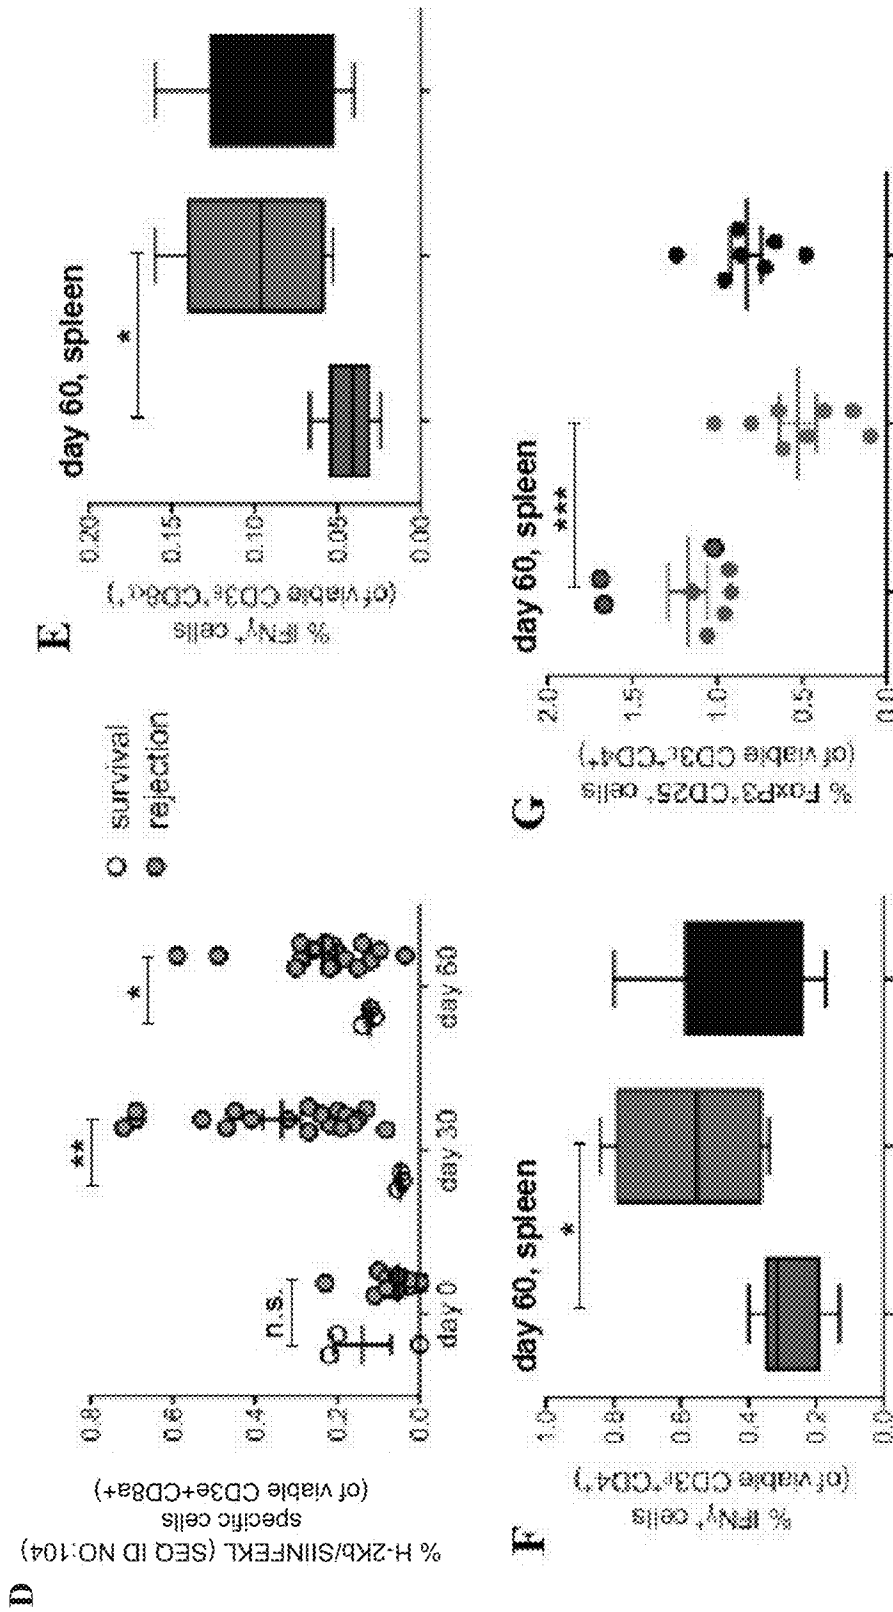 D
% H-2Kb/SIINFEKL (SEQ ID NO:104)
specific cells
(of viable CD3e+CD8a+)
0.8
0.6
0.4
0.2
0.0
n.s.
**
*
day 0
day 30
day 60
survival
rejection
E
day 60, spleen
% IFNγ⁺ cells
(of viable CD3ε⁺CD8α⁺)
0.20
0.15
0.10
0.05
0.00
*
F
day 60, spleen
% IFNγ⁺ cells
(of viable CD3ε⁺CD4⁺)
1.0
0.8
0.6
0.4
0.2
0.0
*
G
day 60, spleen
% FoxP3⁺CD25⁺ cells
(of viable CD3ε⁺CD4⁺)
2.0
1.5
1.0
0.5
0.0
***